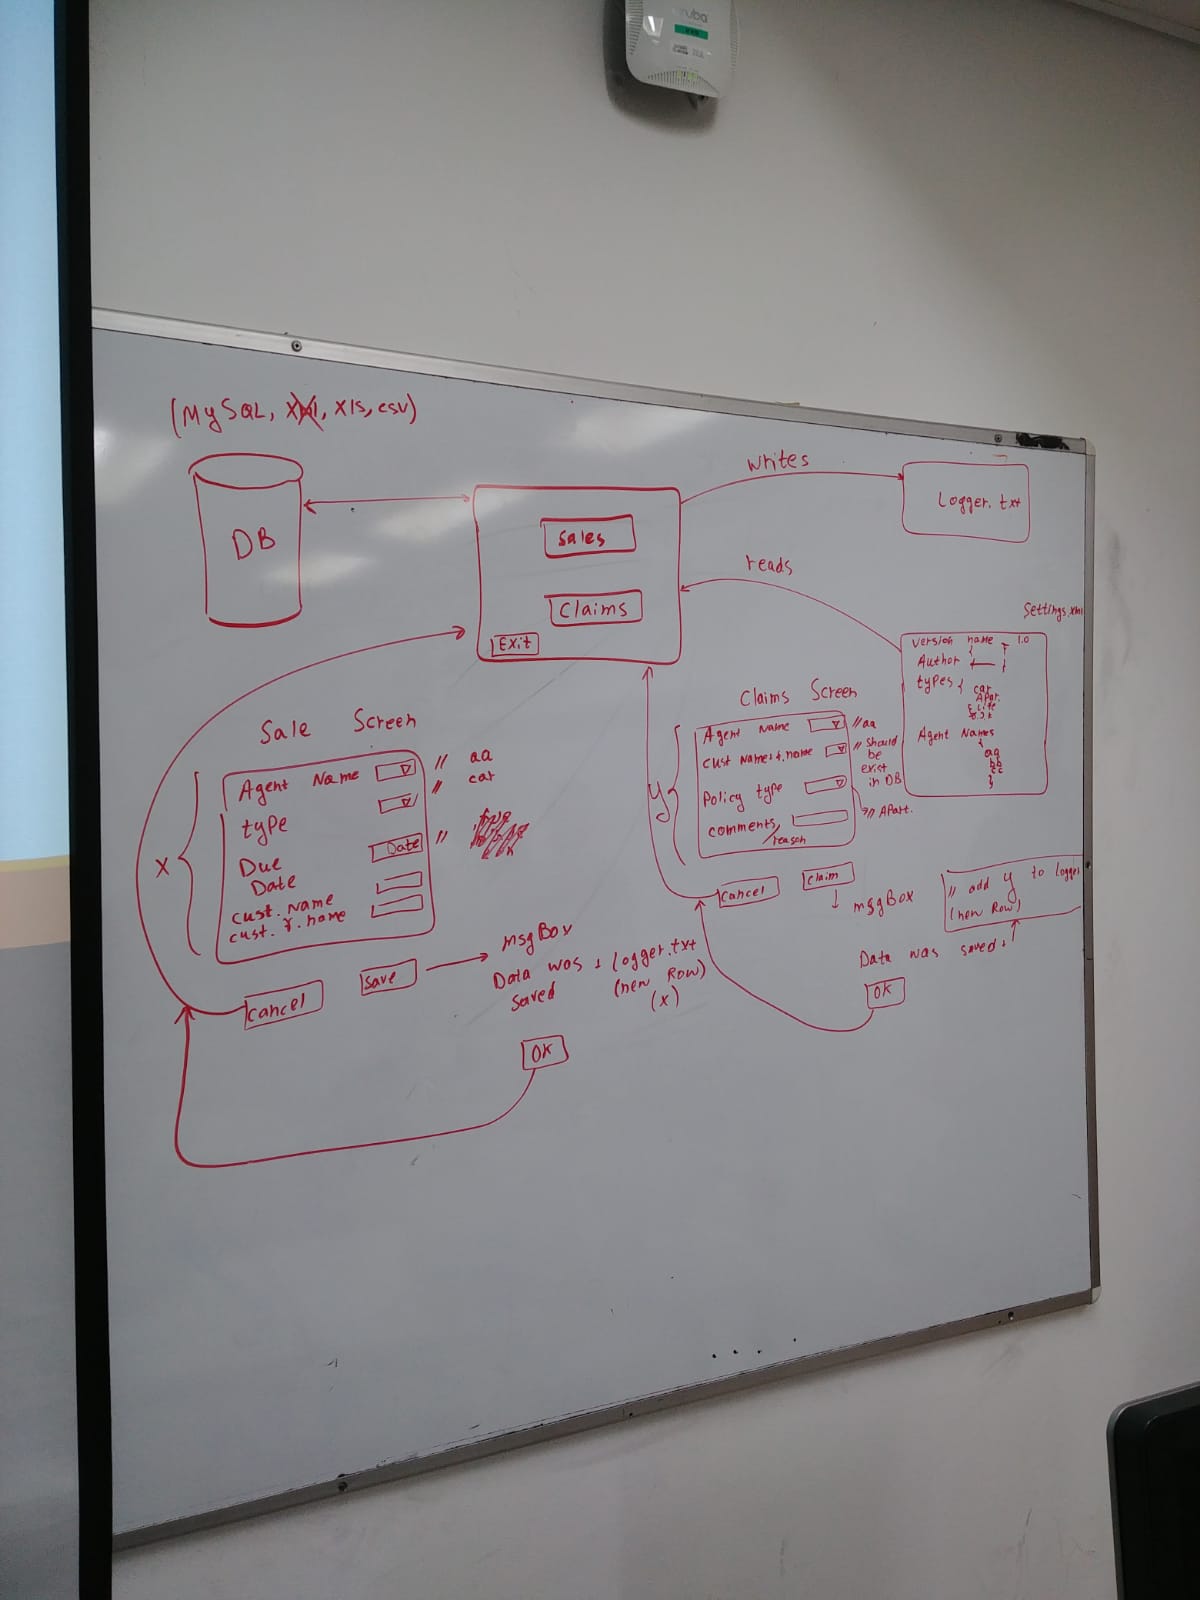 aruba
(MySQL, xml, xls, csv)
DB
Sales
Claims
Exit
writes
Logger.txt
reads
Settings.xml
Version name 1.0
Author
types {
car
Apar.
Life
Agent Names
{
aa
bb
cc
}
Sale Screen
X {
Agent Name // aa
type // car
Due Date Date //
cust. Name
cust. F. name
Cancel
Save
msgBox
Data was saved + Logger.txt
(new Row)
(x)
OK
Claims Screen
y {
Agent Name // aa
cust Name + f. name // should be exist in DB
Policy type // Apart.
comments/reason
Cancel
Claim
msgBox
// add y to logger
(new Row)
Data was saved +
OK